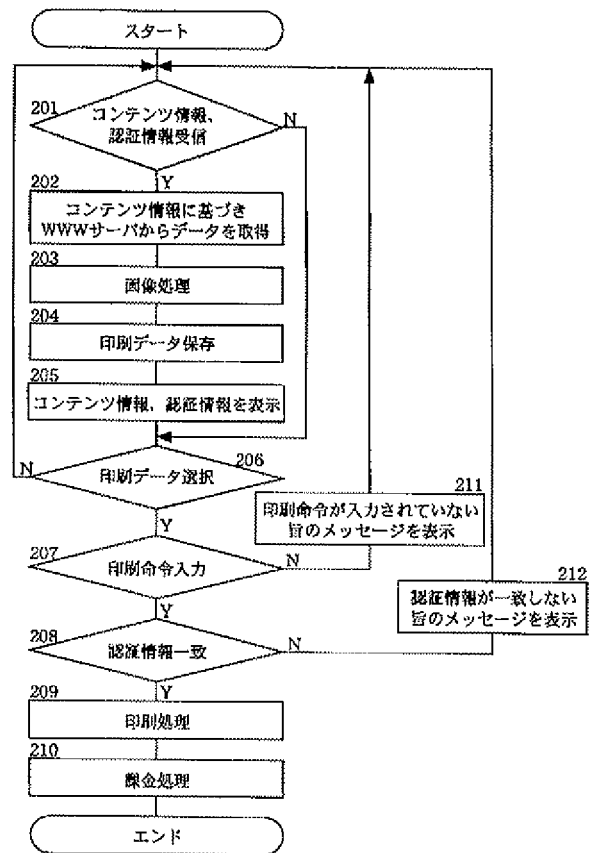 スタート
201
コンテンツ情報、
認証情報受信
N
Y
202
コンテンツ情報に基づき
WWWサーバからデータを取得
203
画像処理
204
印刷データ保存
205
コンテンツ情報、認証情報を表示
N
印刷データ選択
206
Y
211
印刷命令が入力されていない
旨のメッセージを表示
207
印刷命令入力
N
Y
212
認証情報が一致しない
旨のメッセージを表示
208
認証情報一致
N
Y
209
印刷処理
210
課金処理
エンド